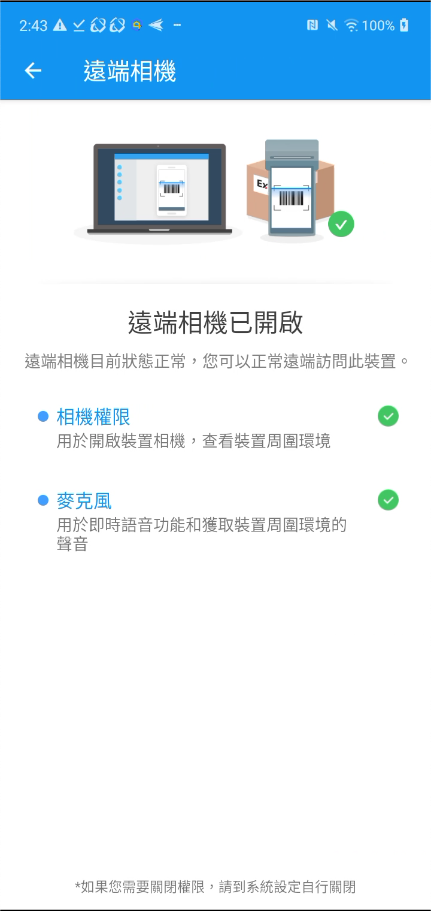 2:43
100%
遠端相機
Ex
遠端相機已開啟
遠端相機目前狀態正常，您可以正常遠端訪問此裝置。
相機權限
用於開啟裝置相機，查看裝置周圍環境
麥克風
用於即時語音功能和獲取裝置周圍環境的
聲音
*如果您需要關閉權限，請到系統設定自行關閉